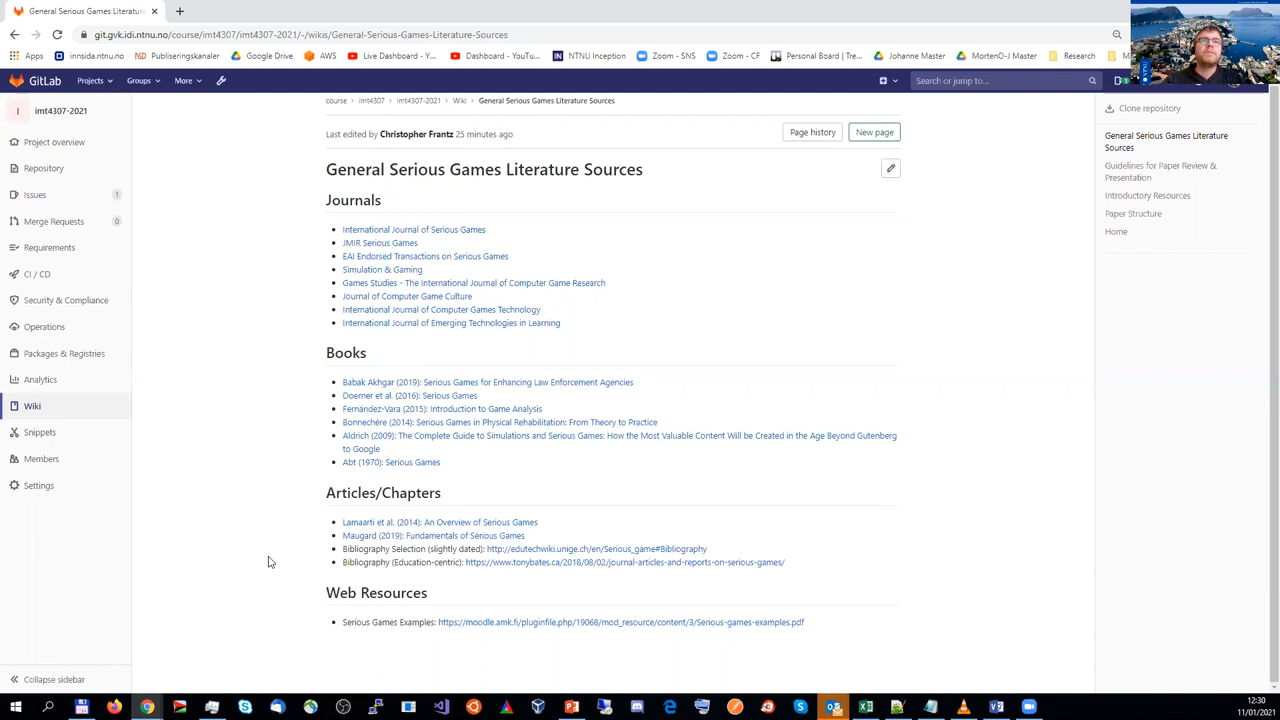 GitLab General Serious Games Literatur
git.gvk.idi.ntnu.no/course/imt4307/imt4307-2021/-/wikis/General-Serious-Games-Literature-Sources
Apps
innsida.ntnu.no
Publiseringskanaler
Google Drive
AWS
Live Dashboard - Y...
Dashboard - YouTu...
NTNU Inception
Zoom - SNS
Zoom - CF
Personal Board | Tre...
Johanne Master
MortenO-J Master
Research
GitLab
Projects
Groups
More
Search or jump to...
1
I
imt4307-2021
Project overview
Repository
Issues
1
Merge Requests
0
Requirements
CI / CD
Security & Compliance
Operations
Packages & Registries
Analytics
Wiki
Snippets
Members
Settings
Collapse sidebar
course
imt4307
imt4307-2021
Wiki
General Serious Games Literature Sources
Last edited by Christopher Frantz 25 minutes ago
Page history
New page
General Serious Games Literature Sources
Journals
International Journal of Serious Games
JMIR Serious Games
EAI Endorsed Transactions on Serious Games
Simulation & Gaming
Games Studies - The International Journal of Computer Game Research
Journal of Computer Game Culture
International Journal of Computer Games Technology
International Journal of Emerging Technologies in Learning
Books
Babak Akhgar (2019): Serious Games for Enhancing Law Enforcement Agencies
Doerner et al. (2016): Serious Games
Fernández-Vara (2015): Introduction to Game Analysis
Bonnechère (2014): Serious Games in Physical Rehabilitation: From Theory to Practice
Aldrich (2009): The Complete Guide to Simulations and Serious Games: How the Most Valuable Content Will be Created in the Age Beyond Gutenberg
to Google
Abt (1970): Serious Games
Articles/Chapters
Lamaarti et al. (2014): An Overview of Serious Games
Maugard (2019): Fundamentals of Serious Games
Bibliography Selection (slightly dated): http://edutechwiki.unige.ch/en/Serious_game#Bibliography
Bibliography (Education-centric): https://www.tonybates.ca/2018/08/02/journal-articles-and-reports-on-serious-games/
Web Resources
Serious Games Examples: https://moodle.amk.fi/pluginfile.php/19068/mod_resource/content/3/Serious-games-examples.pdf
Clone repository
General Serious Games Literature
Sources
Guidelines for Paper Review &
Presentation
Introductory Resources
Paper Structure
Home
12:30
11/01/2021